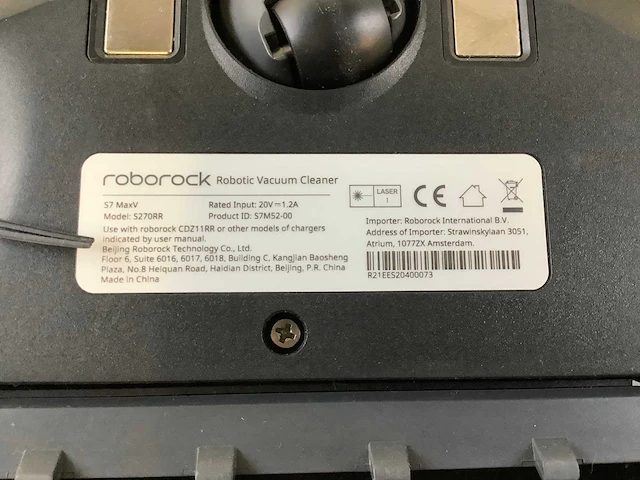 roborock Robotic Vacuum Cleaner
S7 MaxV Rated Input: 20V⎓1.2A
Model: S270RR Product ID: S7M52-00
Use with roborock CDZ11RR or other models of chargers
indicated by user manual.
Beijing Roborock Technology Co., Ltd.
Floor 6, Suite 6016, 6017, 6018, Building C, Kangjian Baosheng
Plaza, No.8 Heiquan Road, Haidian District, Beijing, P.R. China
Made in China
LASER
1
CE
Importer: Roborock International B.V.
Address of Importer: Strawinskylaan 3051,
Atrium, 1077ZX Amsterdam.
R21EES20400073